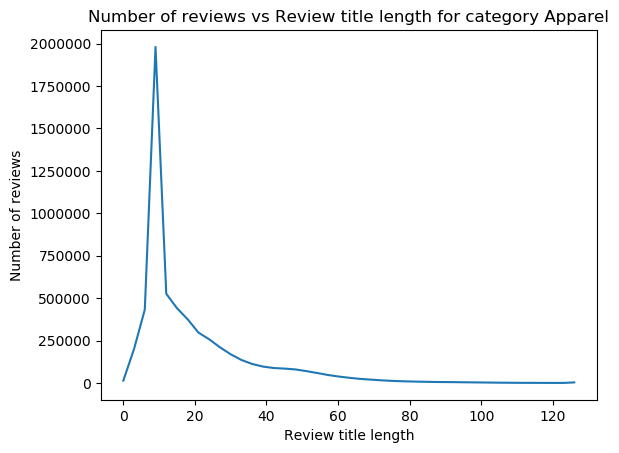 Number of reviews vs Review title length for category Apparel
2000000
1750000
1500000
1250000
1000000
750000
500000
250000
0
Number of reviews
0 20 40 60 80 100 120
Review title length